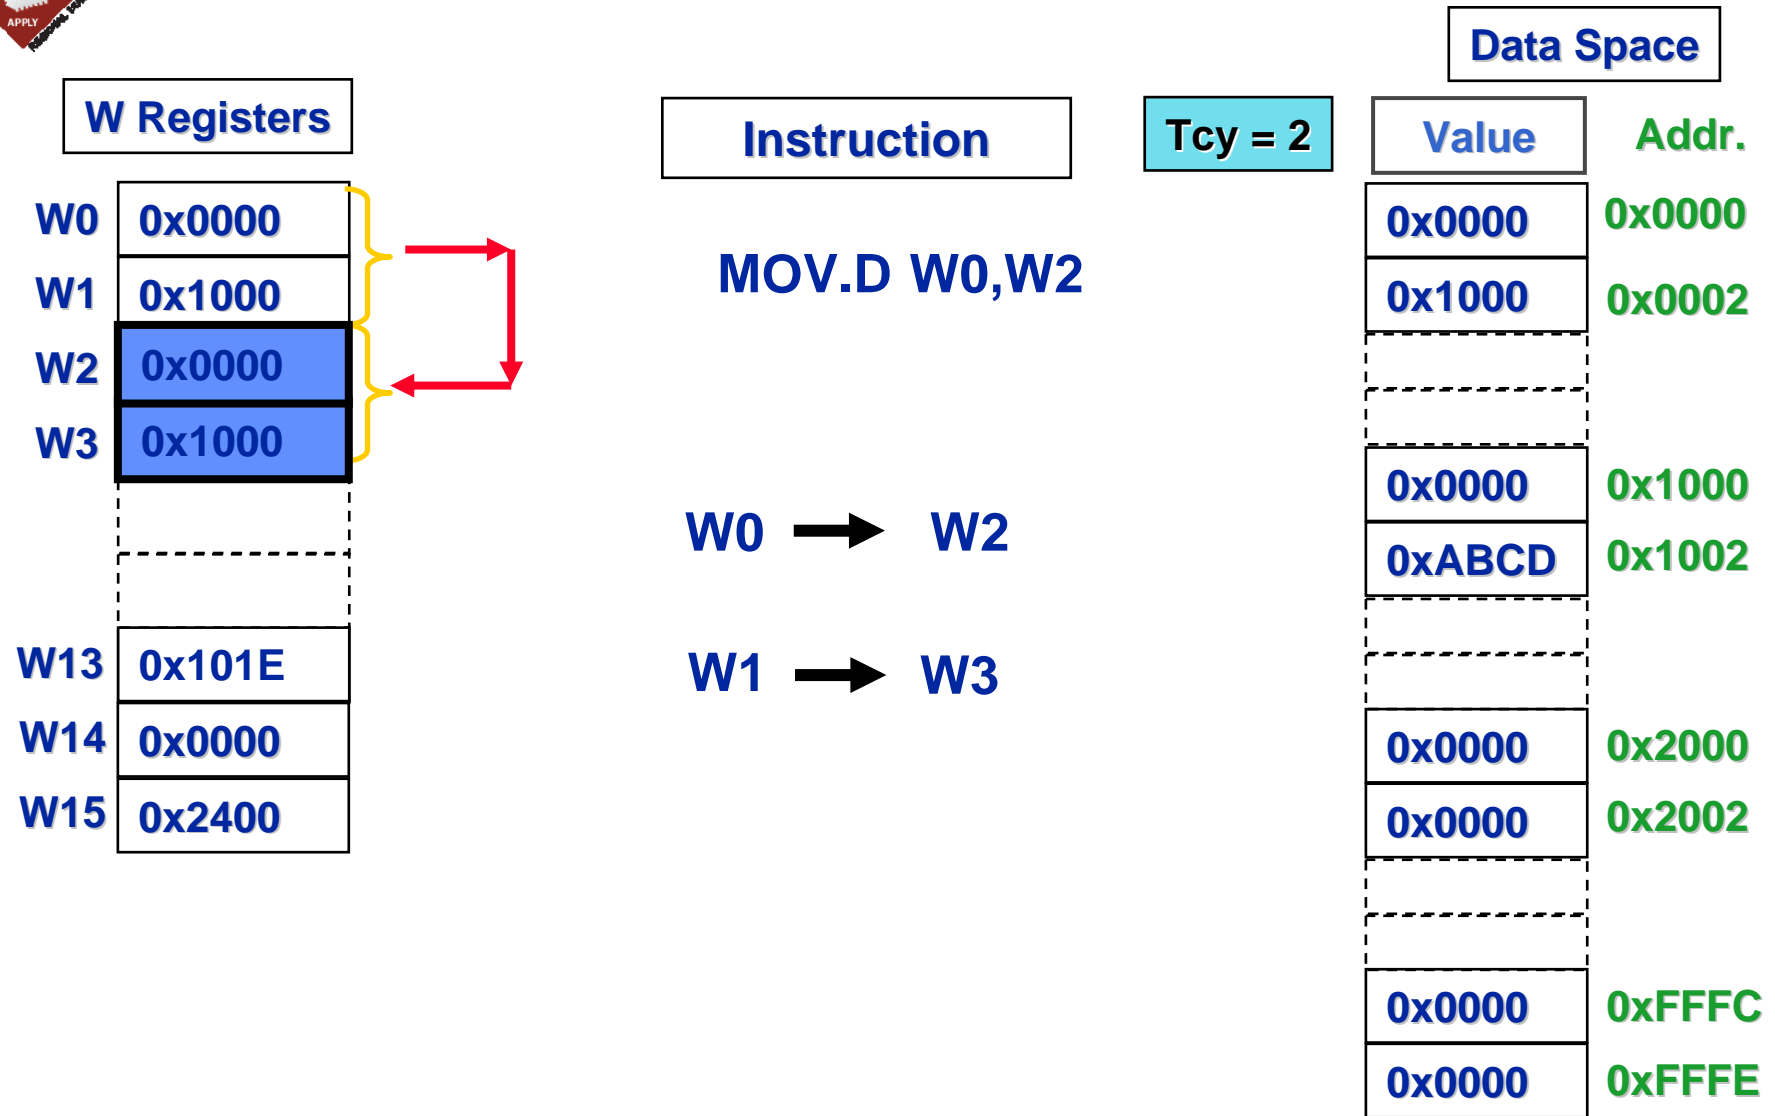 APPLY
Data Space
W Registers
Instruction
Tcy = 2
Value
Addr.
W0 0x0000
W1 0x1000
W2 0x0000
W3 0x1000
W13 0x101E
W14 0x0000
W15 0x2400
MOV.D W0,W2
W0 W2
W1 W3
0x0000 0x0000
0x1000 0x0002
0x0000 0x1000
0xABCD 0x1002
0x0000 0x2000
0x0000 0x2002
0x0000 0xFFFC
0x0000 0xFFFE